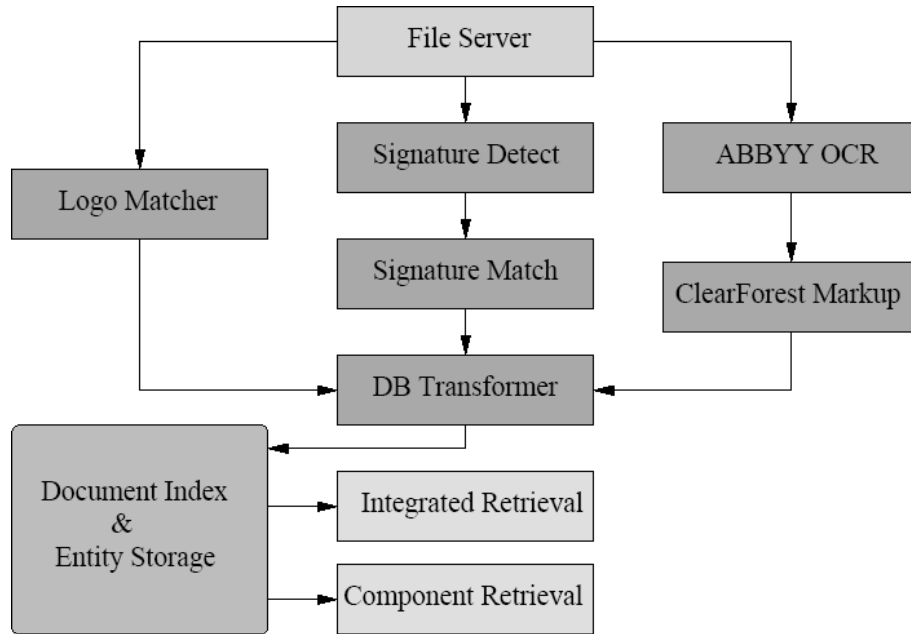 File Server
Signature Detect
ABBYY OCR
Logo Matcher
Signature Match
ClearForest Markup
DB Transformer
Document Index
&
Entity Storage
Integrated Retrieval
Component Retrieval